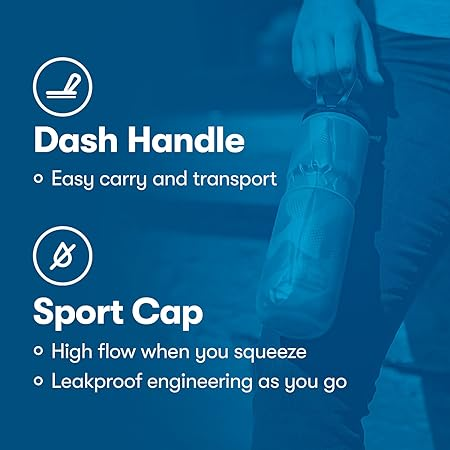 Dash Handle
Easy carry and transport
Sport Cap
High flow when you squeeze
Leakproof engineering as you go